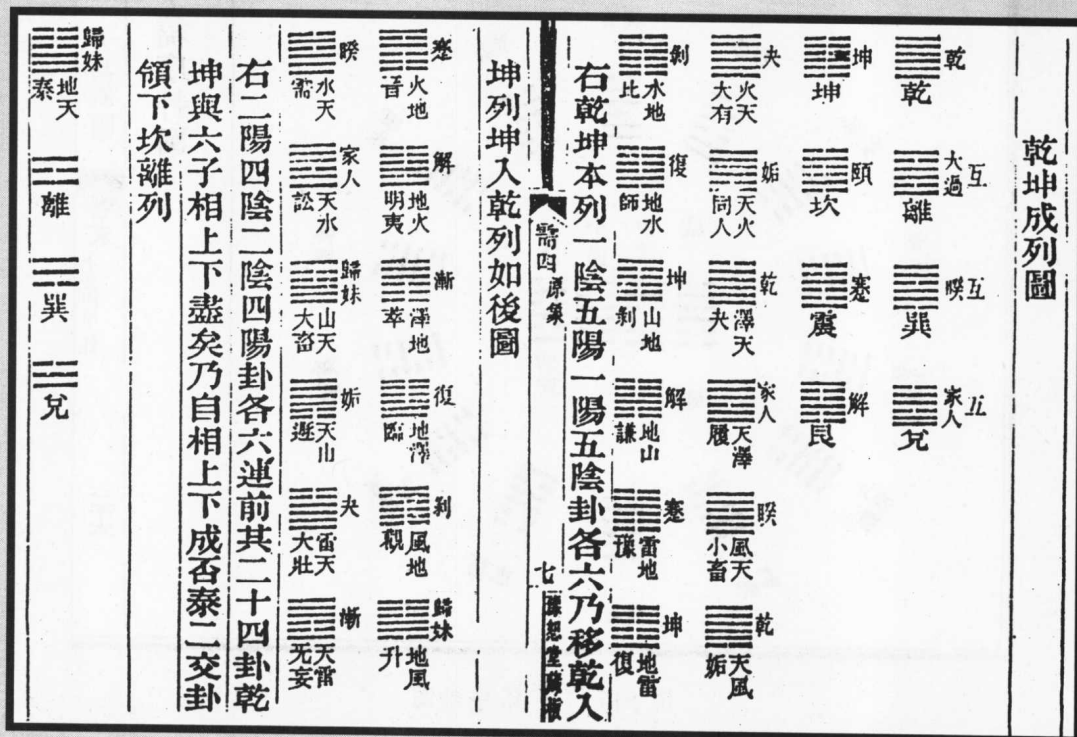 乾坤成列圖
乾 乾
互 大過 離
互 睽 巽
互 家人 兌
坤 坤
頤 坎
蹇 震
解 艮
夬 火天 大有
姤 天火 同人
乾 澤天 夬
家人 天澤 履
睽 風天 小畜
乾 天風 姤
剝 水地 比
復 地水 師
坤 山地 剝
解 地山 謙
蹇 雷地 豫
坤 地雷 復
右乾坤本列一陰五陽一陽五陰卦各六乃移乾入
四
七
坤列坤入乾列如後圖
蹇 火地 晉
解 地火 明夷
漸 澤地 萃
復 地澤 臨
剝 風地 觀
歸妹 地風 升
睽 水天 需
家人 天水 訟
歸妹 山天 大畜
姤 天山 遯
夬 雷天 大壯
漸 天雷 无妄
右二陽四陰二陰四陽卦各六連前其二十四卦乾
坤與六子相上下盡矣乃自相上下成否泰二交卦
領下坎離列
歸妹 地天 泰
離
巽
兌